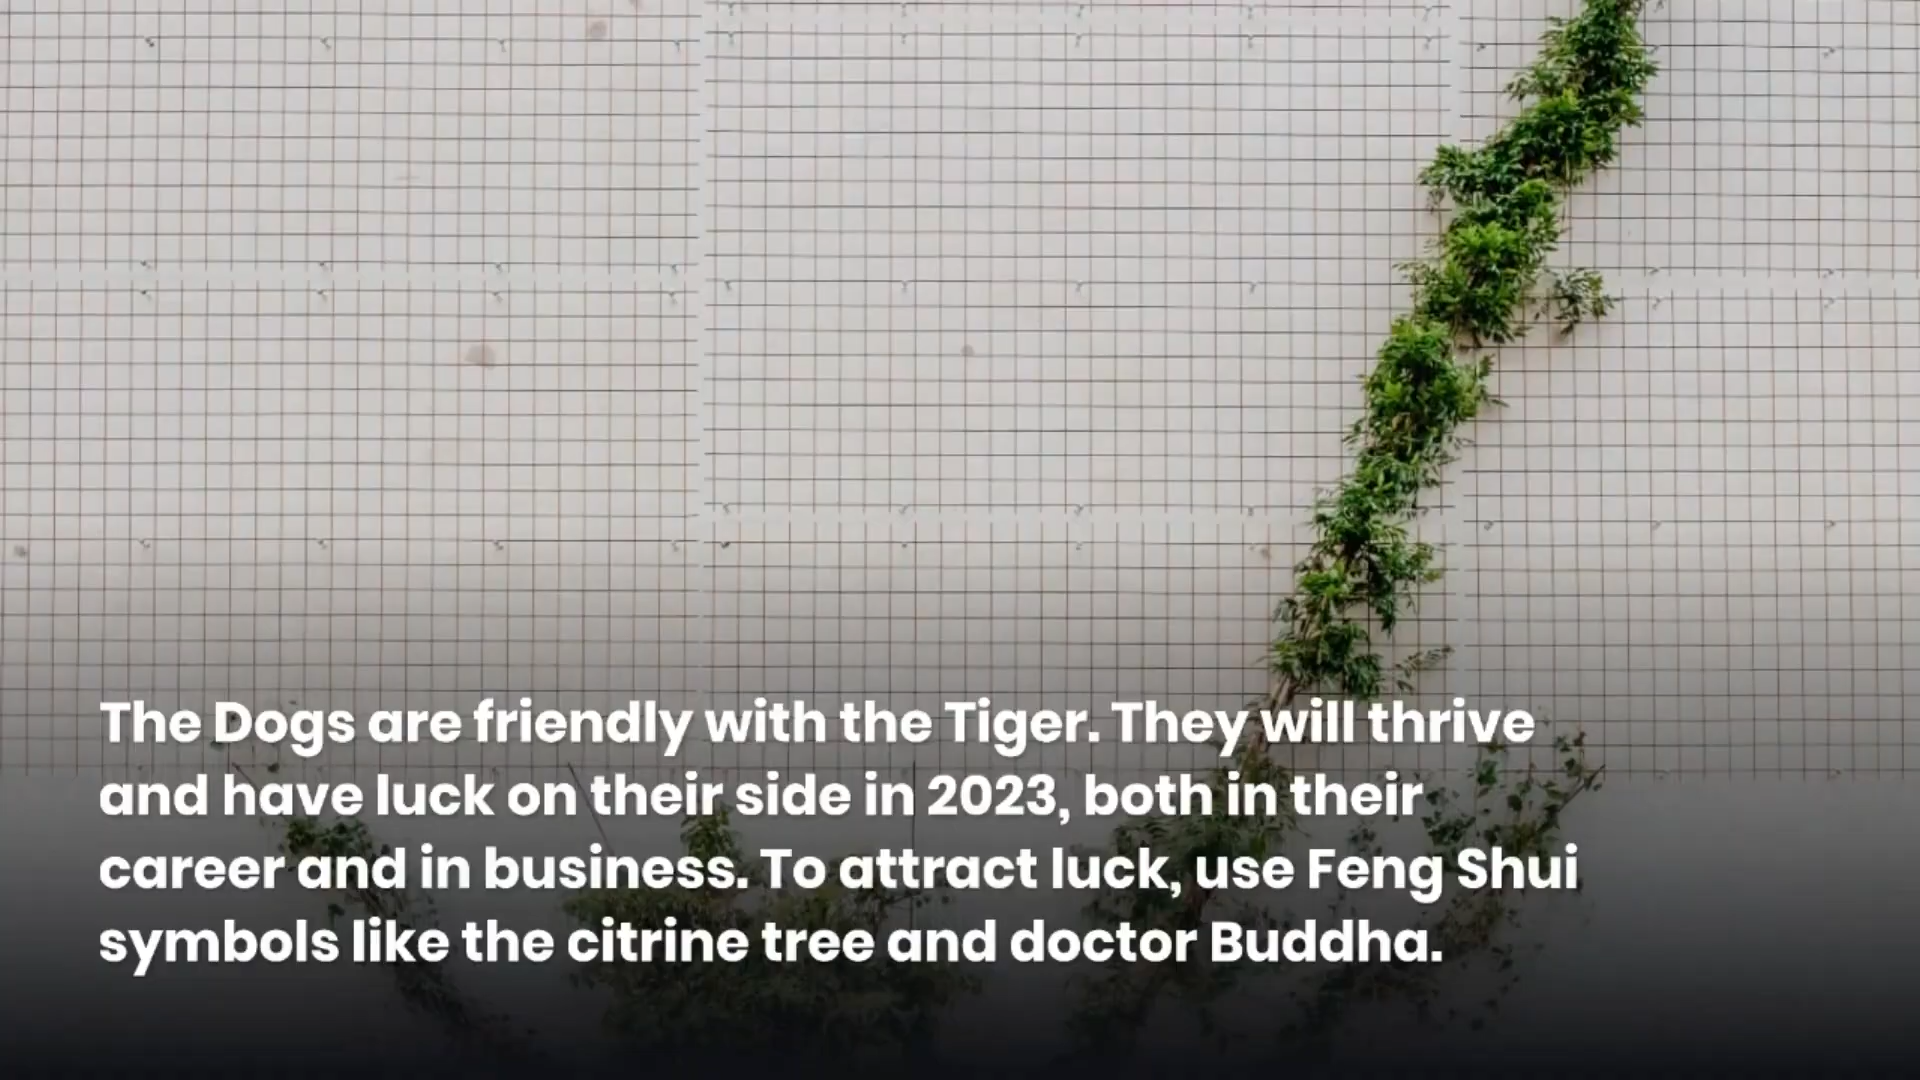 The Dogs are friendly with the Tiger. They will thrive
and have luck on their side in 2023, both in their
career and in business. To attract luck, use Feng Shui
symbols like the citrine tree and doctor Buddha.